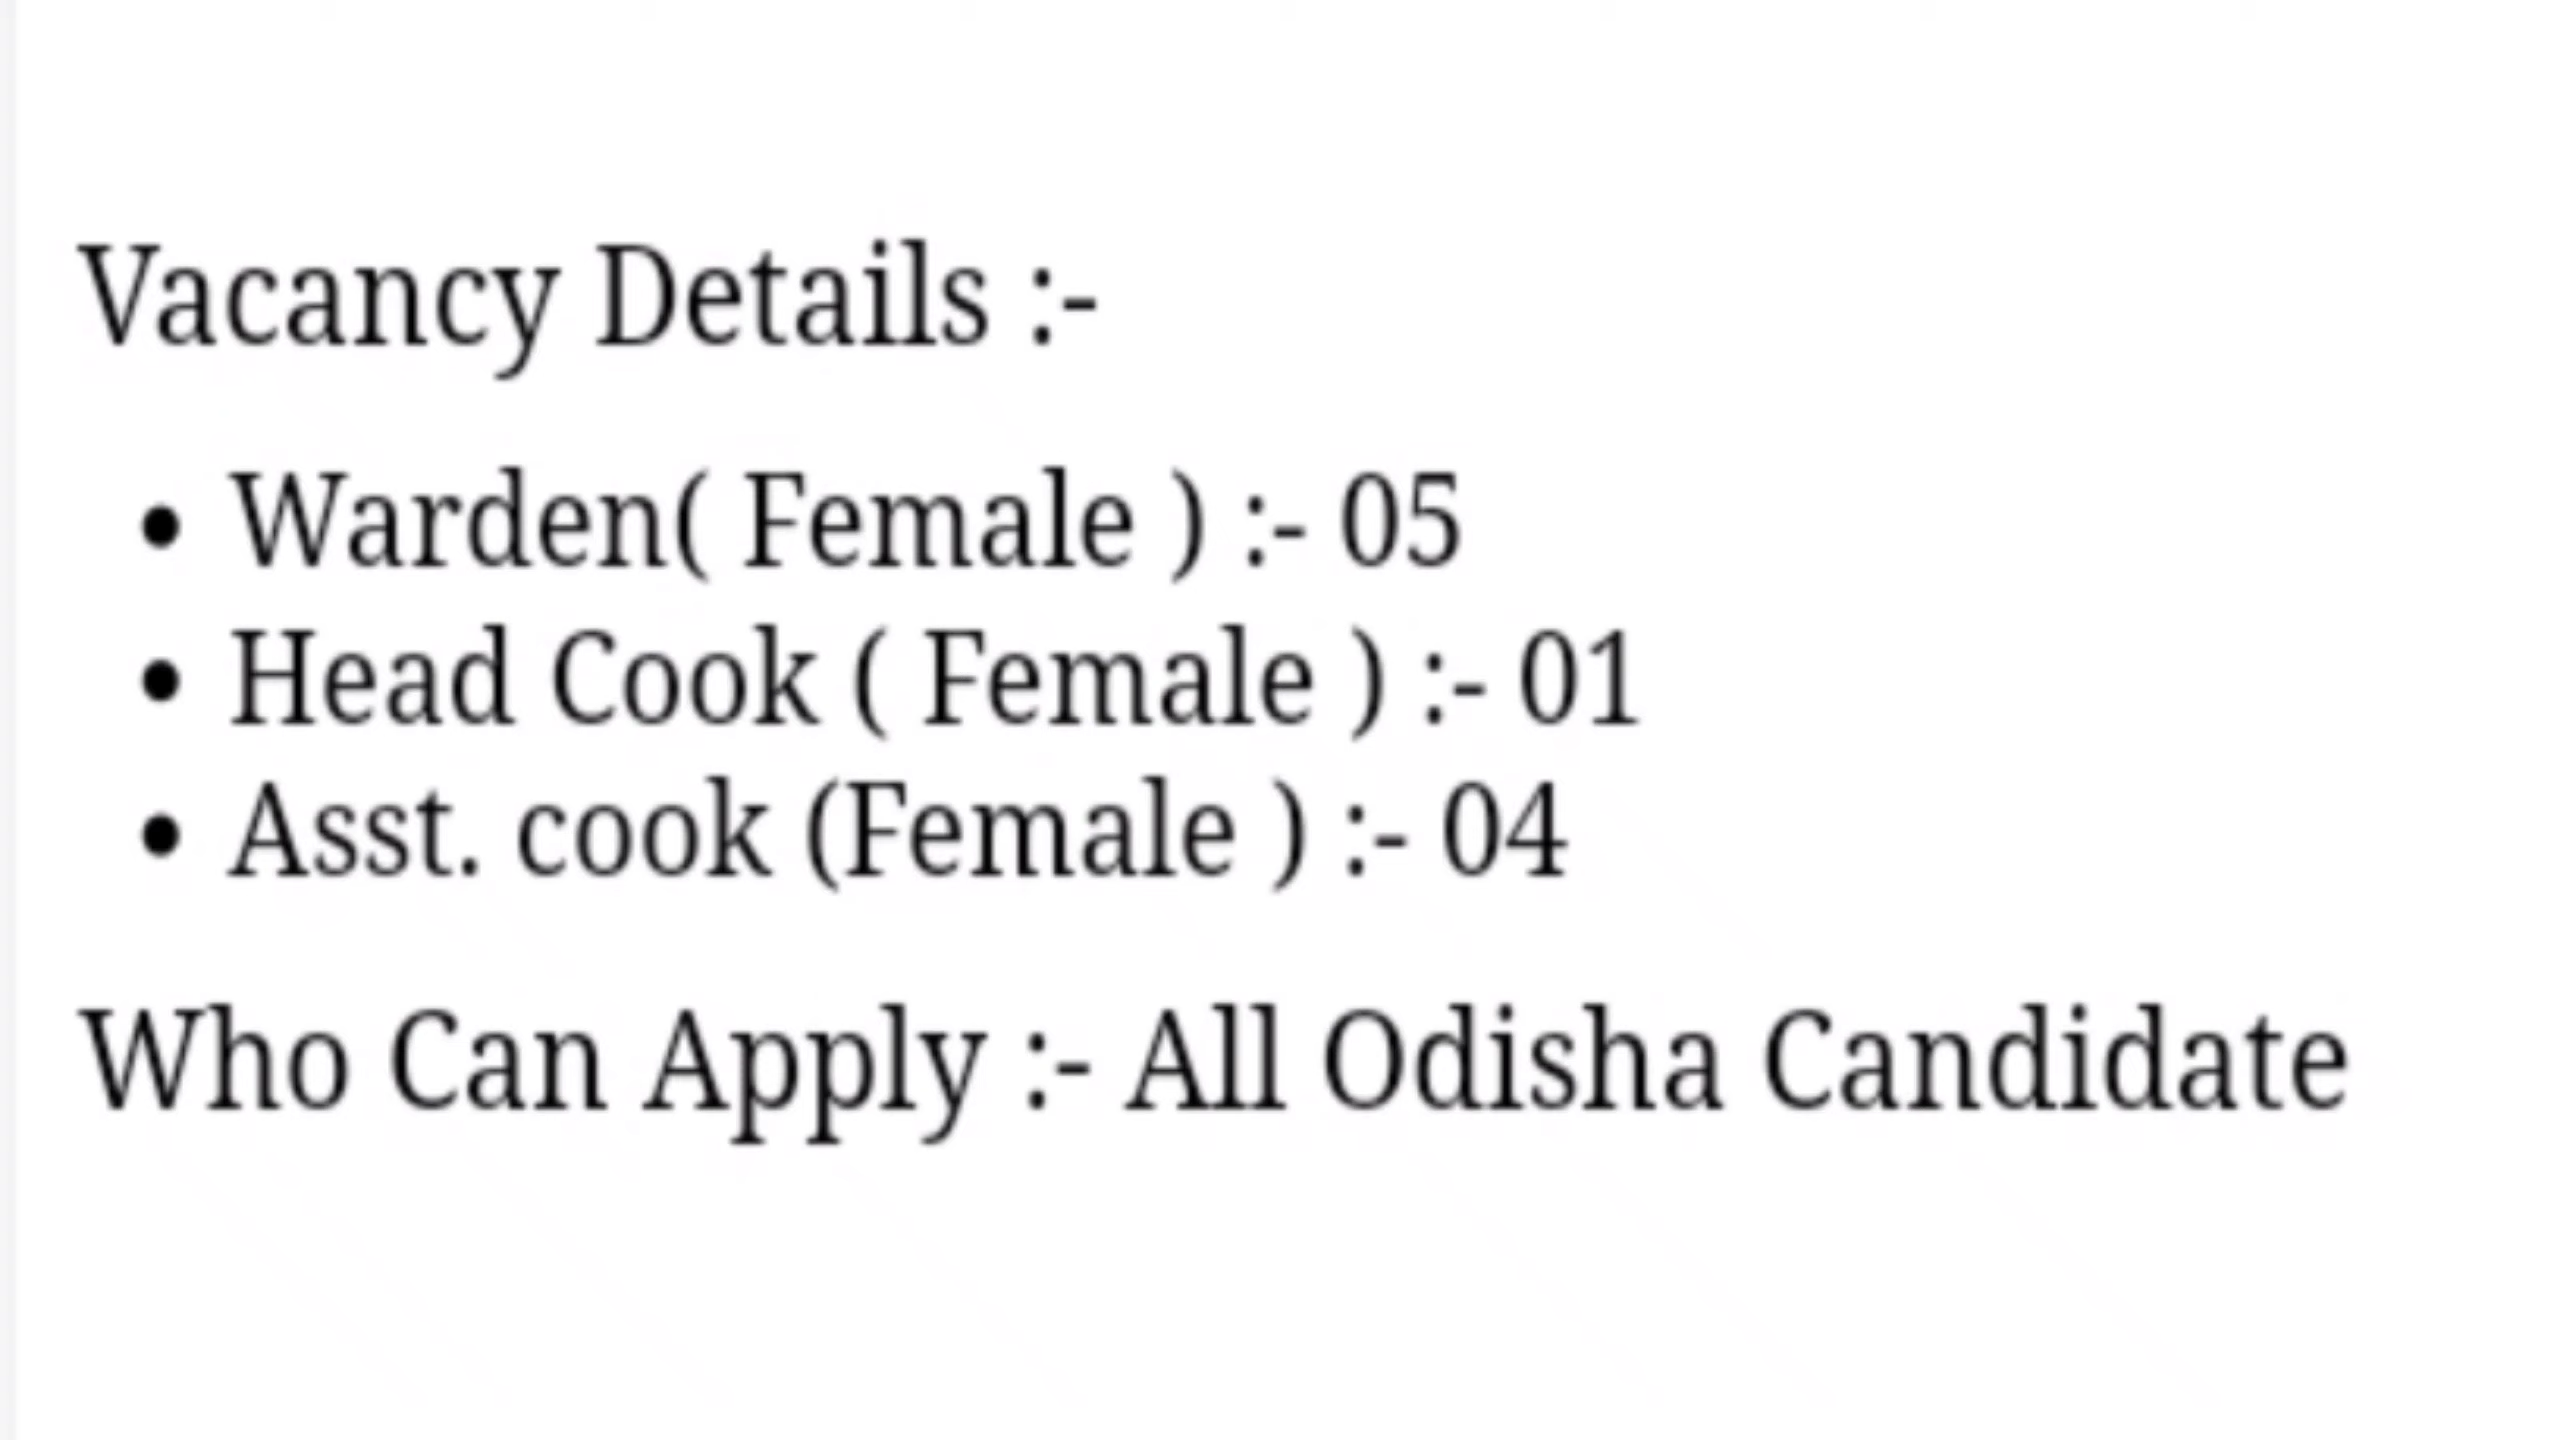 Vacancy Details :-
• Warden( Female ) :- 05
• Head Cook ( Female ) :- 01
• Asst. cook (Female ) :- 04
Who Can Apply :- All Odisha Candidate